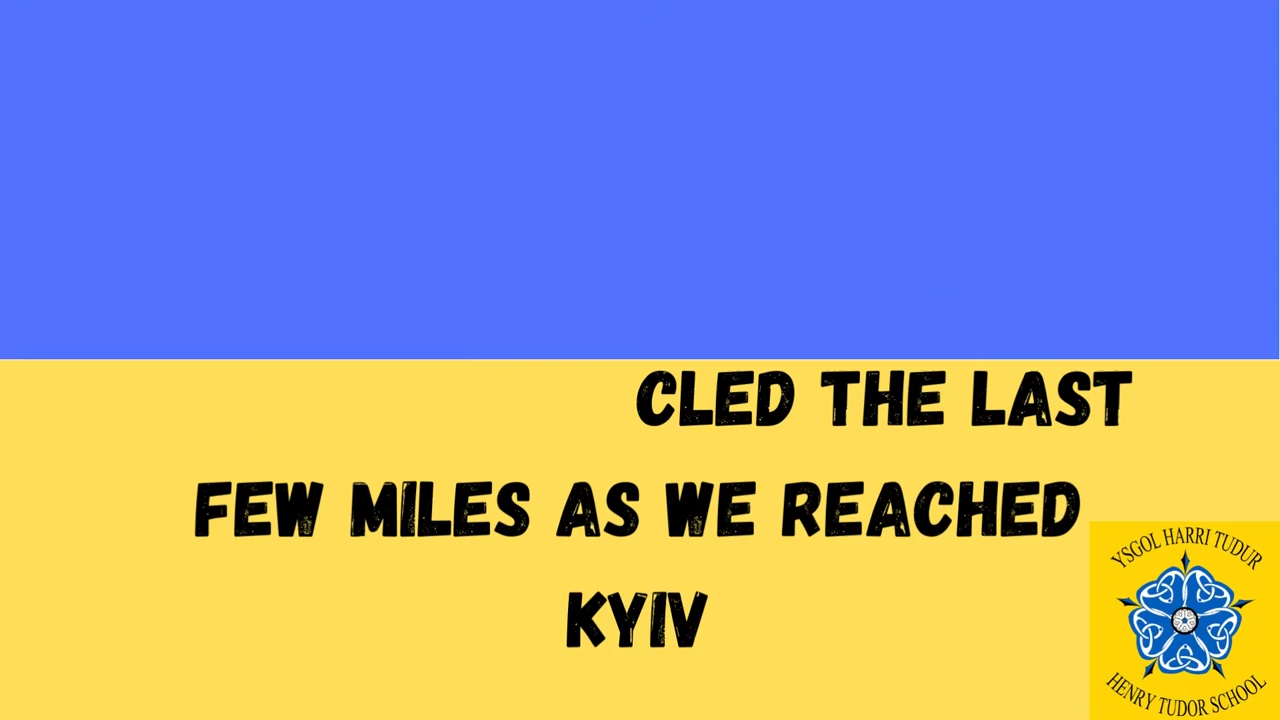 CLED THE LAST
FEW MILES AS WE REACHED
KYIV
YSGOL HARRI TUDUR
HENRY TUDOR SCHOOL